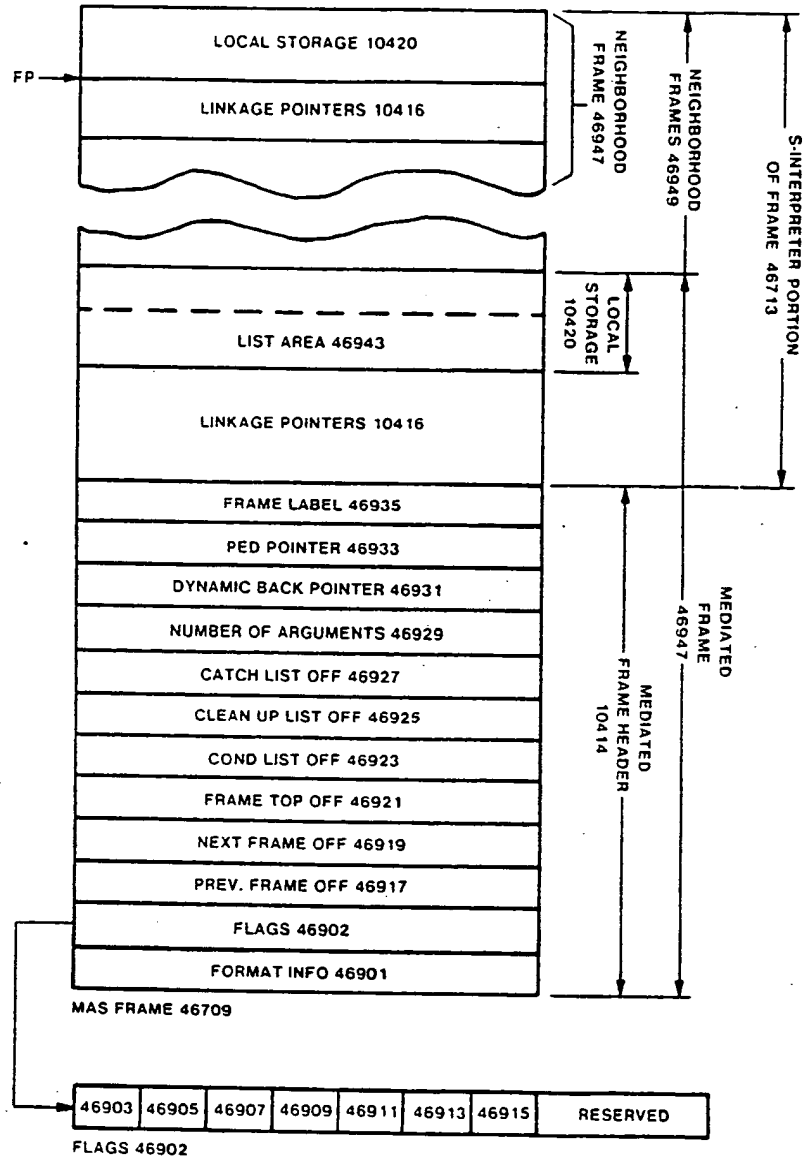 LOCAL STORAGE 10420
FP
LINKAGE POINTERS 10416
NEIGHBORHOOD
FRAME 46947
NEIGHBORHOOD
FRAMES 46949
S-INTERPRETER PORTION
OF FRAME 46713
LOCAL
STORAGE
10420
LIST AREA 46943
LINKAGE POINTERS 10416
FRAME LABEL 46935
PED POINTER 46933
DYNAMIC BACK POINTER 46931
NUMBER OF ARGUMENTS 46929
CATCH LIST OFF 46927
CLEAN UP LIST OFF 46925
COND LIST OFF 46923
FRAME TOP OFF 46921
NEXT FRAME OFF 46919
PREV. FRAME OFF 46917
FLAGS 46902
FORMAT INFO 46901
MEDIATED
FRAME HEADER
10414
MEDIATED
FRAME
46947
MAS FRAME 46709
46903 46905 46907 46909 46911 46913 46915 RESERVED
FLAGS 46902